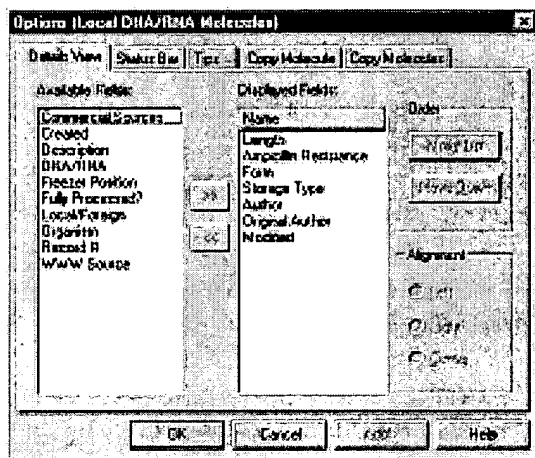 Options (Local DNA/RNA Molecules)
Details View Status Bar Tips Copy Molecule Copy Molecules
Available Fields:
Commercial Sources
Created
Description
DNA/RNA
Freezer Position
Fully Processed?
Local/Foreign
Organism
Record #
WWW Source
>>
<<
Displayed Fields:
Name
Length
Ampicillin Resistance
Form
Storage Type
Author
Original Author
Modified
Order
Move Up
Move Down
Alignment
Left
Right
Center
OK Cancel Apply Help